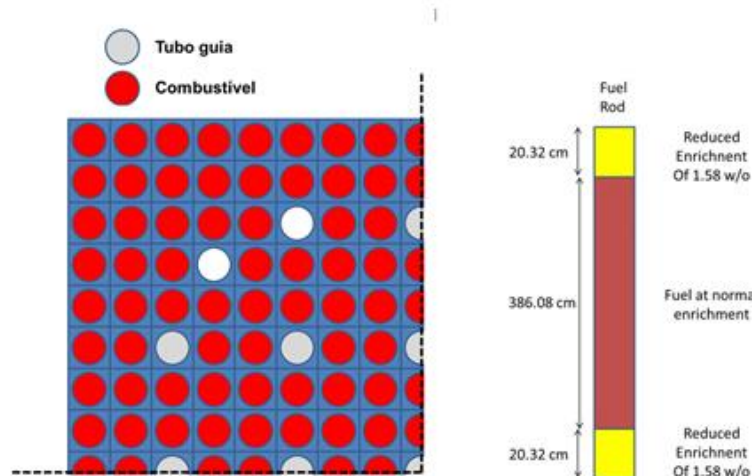 Tubo guia
Combustível
Fuel
Rod
20.32 cm
Reduced
Enrichnent
Of 1.58 w/o
386.08 cm
Fuel at norma
enrichment
20.32 cm
Reduced
Enrichment
Of 1.58 w/o